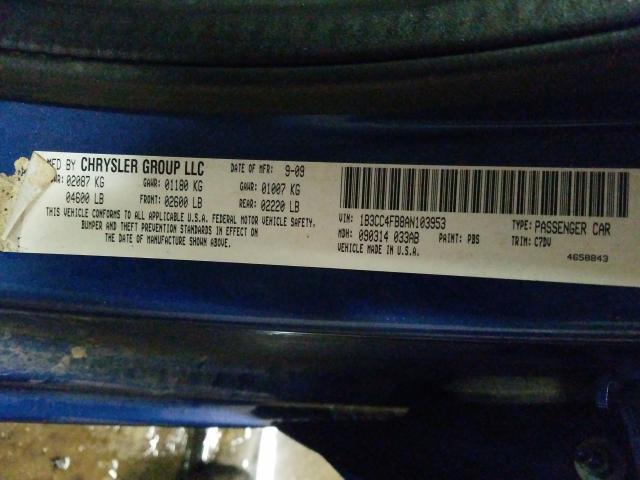 MFD BY CHRYSLER GROUP LLC DATE OF MFR: 9-09
02087 KG GAWR: 01180 KG GAWR: 01007 KG
04600 LB FRONT: 02600 LB REAR: 02220 LB
THIS VEHICLE CONFORMS TO ALL APPLICABLE U.S.A. FEDERAL MOTOR VEHICLE SAFETY,
BUMPER AND THEFT PREVENTION STANDARDS IN EFFECT ON
THE DATE OF MANUFACTURE SHOWN ABOVE.
VIN: 1B3CC4FB8AN103953 TYPE: PASSENGER CAR
MDH: 090314 033AB PAINT: PBS TRIM: C7DV
VEHICLE MADE IN U.S.A.
4658843